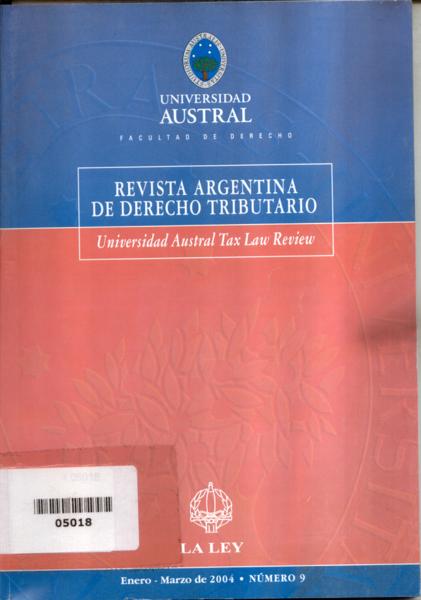 UNIVERSIDAD
AUSTRAL
FACULTAD DE DERECHO
REVISTA ARGENTINA
DE DERECHO TRIBUTARIO
Universidad Austral Tax Law Review
05018
05018
LA LEY
Enero - Marzo de 2004 • NÚMERO 9